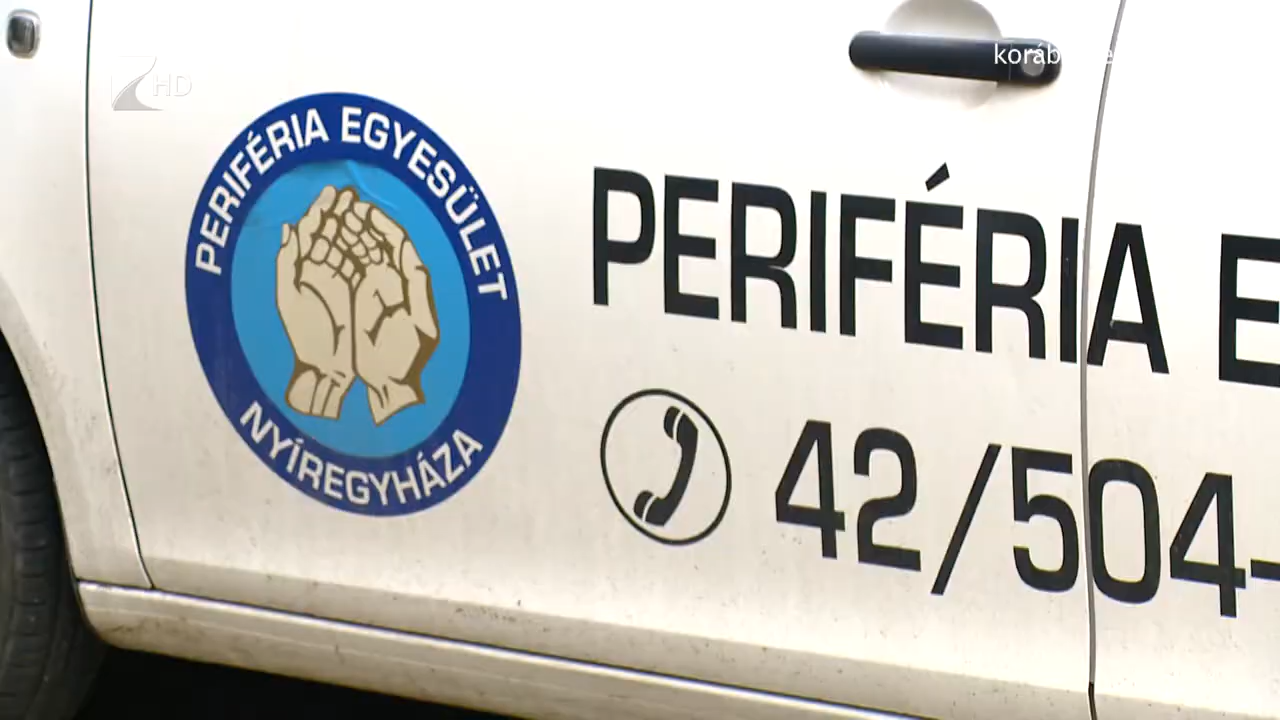 HD
PERIFÉRIA EGYESÜLET
NYÍREGYHÁZA
PERIFÉRIA E
42/504-